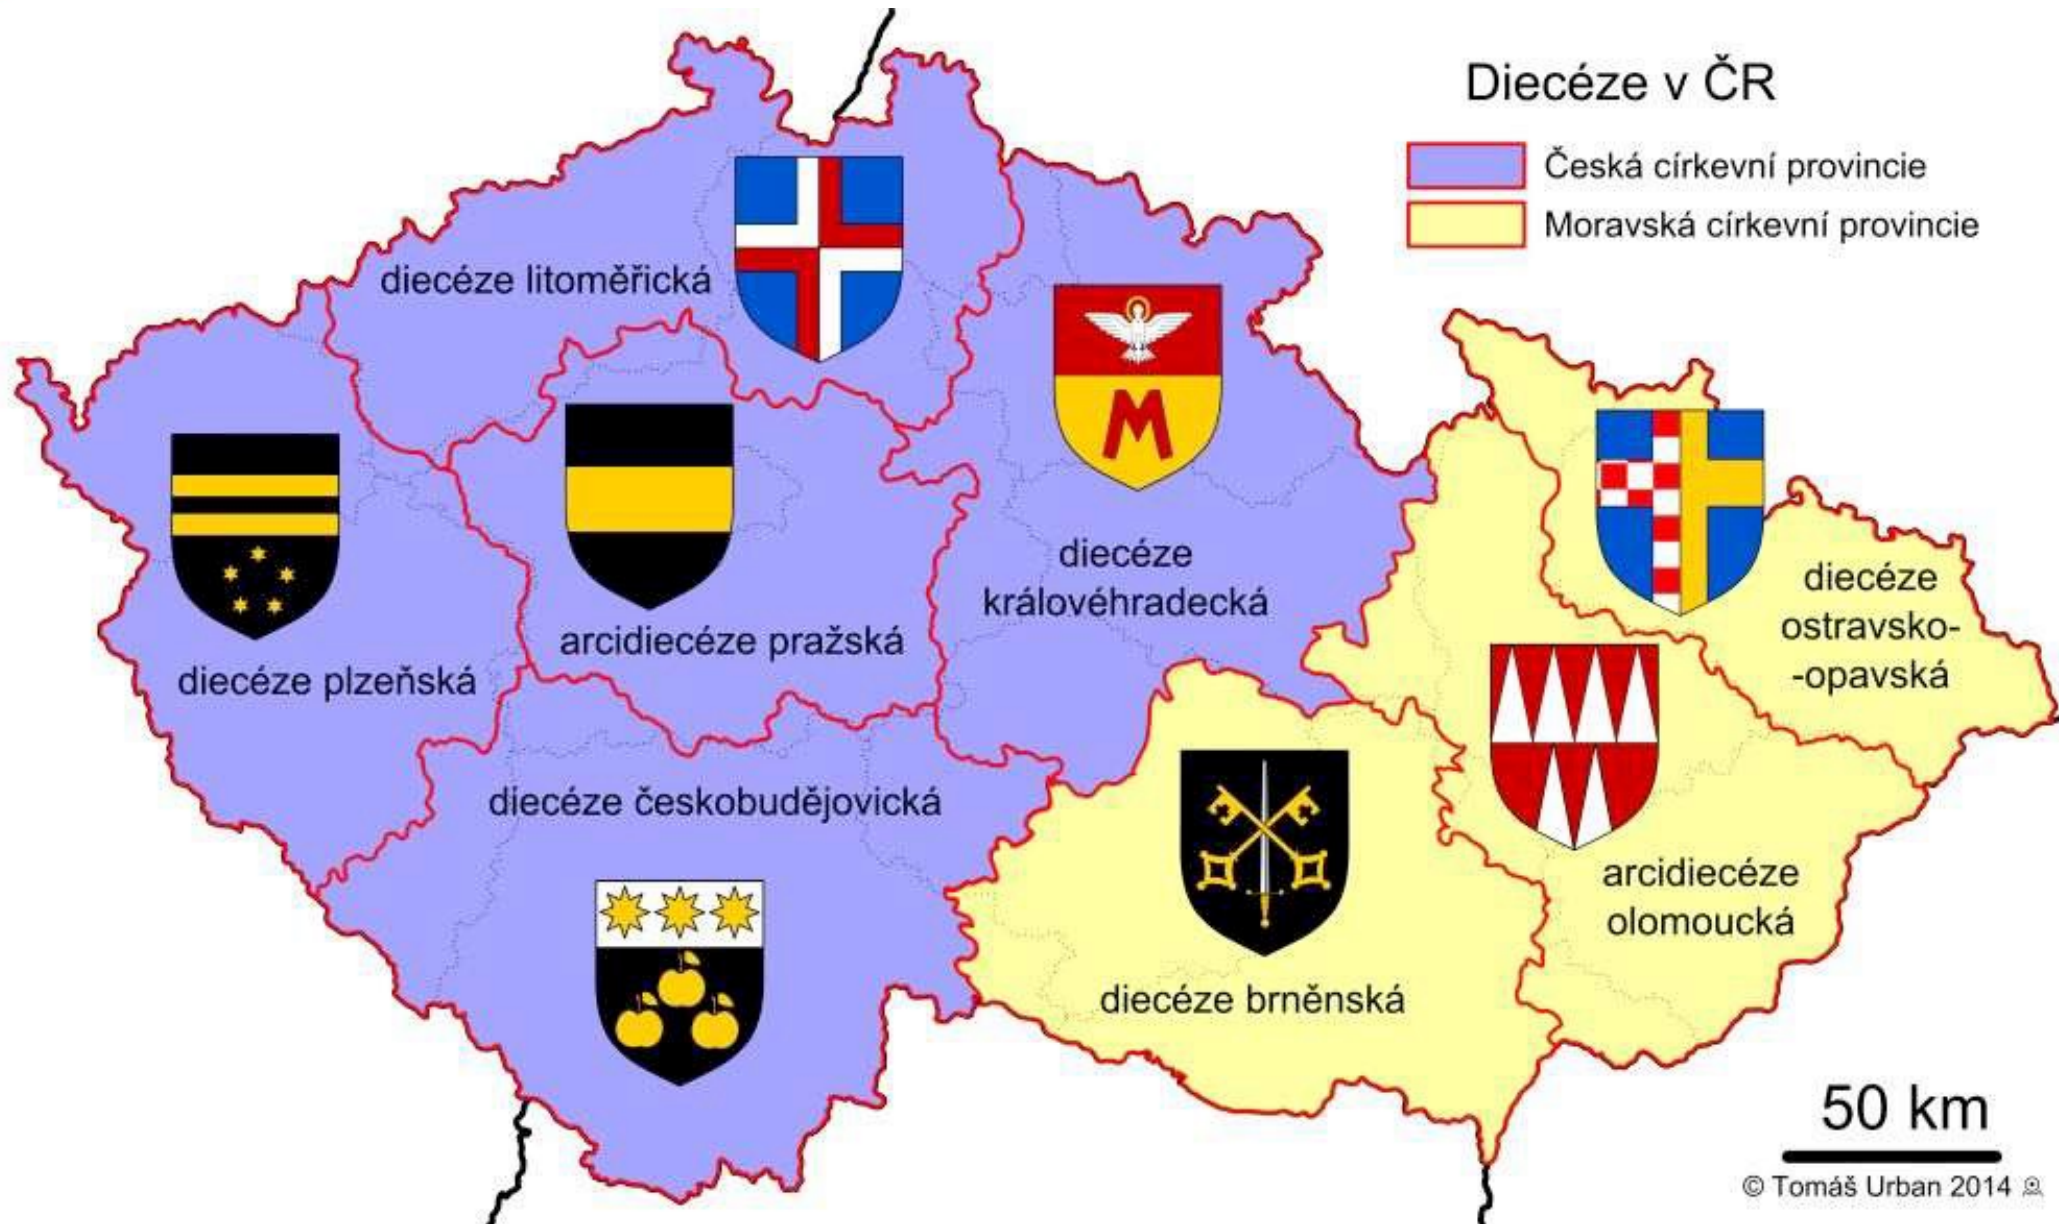 Diecéze v ČR
Česká církevní provincie
Moravská církevní provincie
diecéze litoměřická
M
diecéze
královéhradecká
diecéze
ostravsko-
-opavská
arcidiecéze pražská
diecéze plzeňská
diecéze českobudějovická
arcidiecéze
olomoucká
diecéze brněnská
50 km
© Tomáš Urban 2014